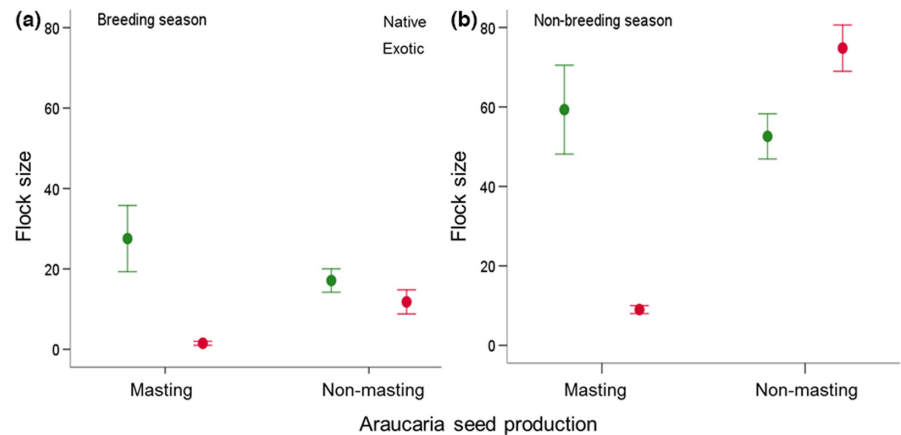 (a) Breeding season
Native
Exotic
80
60
40
20
0
Flock size
Masting Non-masting
(b) Non-breeding season
80
60
40
20
0
Flock size
Masting Non-masting
Araucaria seed production